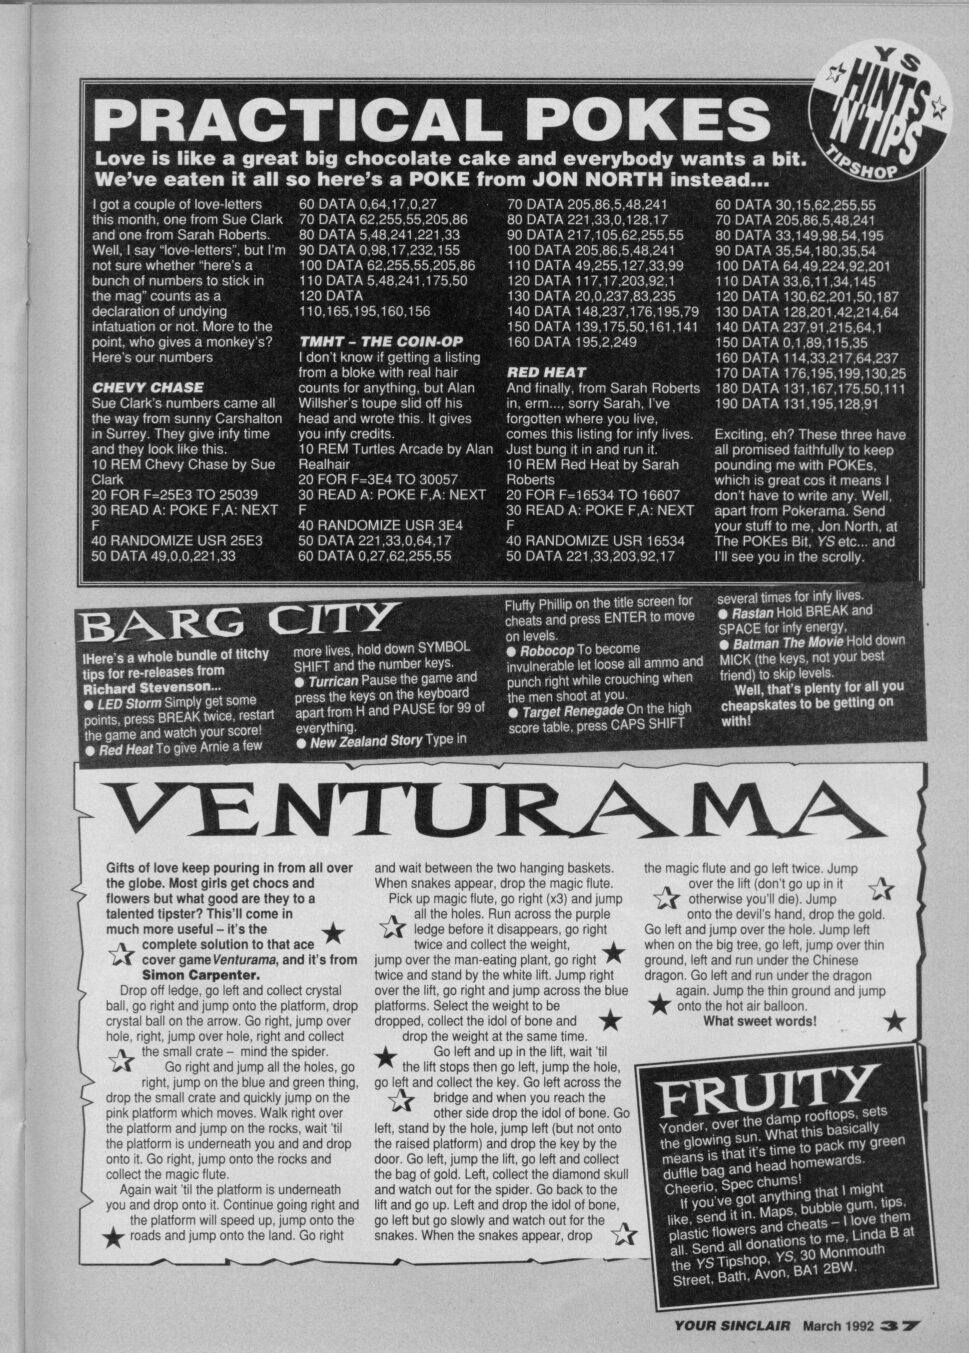 YS
HINTS
'N' TIPS
TIPSHOP
PRACTICAL POKES
Love is like a great big chocolate cake and everybody wants a bit.
We've eaten it all so here's a POKE from JON NORTH instead...
I got a couple of love-letters
this month, one from Sue Clark
and one from Sarah Roberts.
Well, I say "love-letters", but I'm
not sure whether "here's a
bunch of numbers to stick in
the mag" counts as a
declaration of undying
infatuation or not. More to the
point, who gives a monkey's?
Here's our numbers
CHEVY CHASE
Sue Clark's numbers came all
the way from sunny Carshalton
in Surrey. They give infy time
and they look like this.
10 REM Chevy Chase by Sue
Clark
20 FOR F=25E3 TO 25039
30 READ A: POKE F,A: NEXT
F
40 RANDOMIZE USR 25E3
50 DATA 49,0,0,221,33
60 DATA 0,64,17,0,27
70 DATA 62,255,55,205,86
80 DATA 5,48,241,221,33
90 DATA 0,98,17,232,155
100 DATA 62,255,55,205,86
110 DATA 5,48,241,175,50
120 DATA
110,165,195,160,156
TMHT – THE COIN-OP
I don't know if getting a listing
from a bloke with real hair
counts for anything, but Alan
Willsher's toupe slid off his
head and wrote this. It gives
you infy credits.
10 REM Turtles Arcade by Alan
Realhair
20 FOR F=3E4 TO 30057
30 READ A: POKE F,A: NEXT
F
40 RANDOMIZE USR 3E4
50 DATA 221,33,0,64,17
60 DATA 0,27,62,255,55
70 DATA 205,86,5,48,241
80 DATA 221,33,0,128,17
90 DATA 217,105,62,255,55
100 DATA 205,86,5,48,241
110 DATA 49,255,127,33,99
120 DATA 117,17,203,92,1
130 DATA 20,0,237,83,235
140 DATA 148,237,176,195,79
150 DATA 139,175,50,161,141
160 DATA 195,2,249
RED HEAT
And finally, from Sarah Roberts
in, erm..., sorry Sarah, I've
forgotten where you live,
comes this listing for infy lives.
Just bung it in and run it.
10 REM Red Heat by Sarah
Roberts
20 FOR F=16534 TO 16607
30 READ A: POKE F,A: NEXT
F
40 RANDOMIZE USR 16534
50 DATA 221,33,203,92,17
60 DATA 30,15,62,255,55
70 DATA 205,86,5,48,241
80 DATA 33,149,98,54,195
90 DATA 35,54,180,35,54
100 DATA 64,49,224,92,201
110 DATA 33,6,11,34,145
120 DATA 130,62,201,50,187
130 DATA 128,201,42,214,64
140 DATA 237,91,215,64,1
150 DATA 0,1,89,115,35
160 DATA 114,33,217,64,237
170 DATA 176,195,199,130,25
180 DATA 131,167,175,50,111
190 DATA 131,195,128,91
Exciting, eh? These three have
all promised faithfully to keep
pounding me with POKEs,
which is great cos it means I
don't have to write any. Well,
apart from Pokerama. Send
your stuff to me, Jon North, at
The POKEs Bit, YS etc... and
I'll see you in the scrolly.
BARG CITY
IHere's a whole bundle of titchy
tips for re-releases from
Richard Stevenson...
● LED Storm Simply get some
points, press BREAK twice, restart
the game and watch your score!
● Red Heat To give Arnie a few
more lives, hold down SYMBOL
SHIFT and the number keys.
● Turrican Pause the game and
press the keys on the keyboard
apart from H and PAUSE for 99 of
everything.
● New Zealand Story Type in
Fluffy Phillip on the title screen for
cheats and press ENTER to move
on levels.
● Robocop To become
invulnerable let loose all ammo and
punch right while crouching when
the men shoot at you.
● Target Renegade On the high
score table, press CAPS SHIFT
several times for infy lives.
● Rastan Hold BREAK and
SPACE for infy energy,
● Batman The Movie Hold down
MICK (the keys, not your best
friend) to skip levels.
Well, that's plenty for all you
cheapskates to be getting on
with!
VENTURAMA
Gifts of love keep pouring in from all over
the globe. Most girls get chocs and
flowers but what good are they to a
talented tipster? This'll come in
much more useful – it's the
complete solution to that ace
cover game Venturama, and it's from
Simon Carpenter.
Drop off ledge, go left and collect crystal
ball, go right and jump onto the platform, drop
crystal ball on the arrow. Go right, jump over
hole, right, jump over hole, right and collect
the small crate – mind the spider.
Go right and jump all the holes, go
right, jump on the blue and green thing,
drop the small crate and quickly jump on the
pink platform which moves. Walk right over
the platform and jump on the rocks, wait 'til
the platform is underneath you and and drop
onto it. Go right, jump onto the rocks and
collect the magic flute.
Again wait 'til the platform is underneath
you and drop onto it. Continue going right and
the platform will speed up, jump onto the
roads and jump onto the land. Go right
and wait between the two hanging baskets.
When snakes appear, drop the magic flute.
Pick up magic flute, go right (x3) and jump
all the holes. Run across the purple
ledge before it disappears, go right
twice and collect the weight,
jump over the man-eating plant, go right
twice and stand by the white lift. Jump right
over the lift, go right and jump across the blue
platforms. Select the weight to be
dropped, collect the idol of bone and
drop the weight at the same time.
Go left and up in the lift, wait 'til
the lift stops then go left, jump the hole,
go left and collect the key. Go left across the
bridge and when you reach the
other side drop the idol of bone. Go
left, stand by the hole, jump left (but not onto
the raised platform) and drop the key by the
door. Go left, jump the lift, go left and collect
the bag of gold. Left, collect the diamond skull
and watch out for the spider. Go back to the
lift and go up. Left and drop the idol of bone,
go left but go slowly and watch out for the
snakes. When the snakes appear, drop
the magic flute and go left twice. Jump
over the lift (don't go up in it
otherwise you'll die). Jump
onto the devil's hand, drop the gold.
Go left and jump over the hole. Jump left
when on the big tree, go left, jump over thin
ground, left and run under the Chinese
dragon. Go left and run under the dragon
again. Jump the thin ground and jump
onto the hot air balloon.
What sweet words!
FRUITY
Yonder, over the damp rooftops, sets
the glowing sun. What this basically
means is that it's time to pack my green
duffle bag and head homewards.
Cheerio, Spec chums!
If you've got anything that I might
like, send it in. Maps, bubble gum, tips,
plastic flowers and cheats – I love them
all. Send all donations to me, Linda B at
the YS Tipshop, YS, 30 Monmouth
Street, Bath, Avon, BA1 2BW.
YOUR SINCLAIR March 1992 37